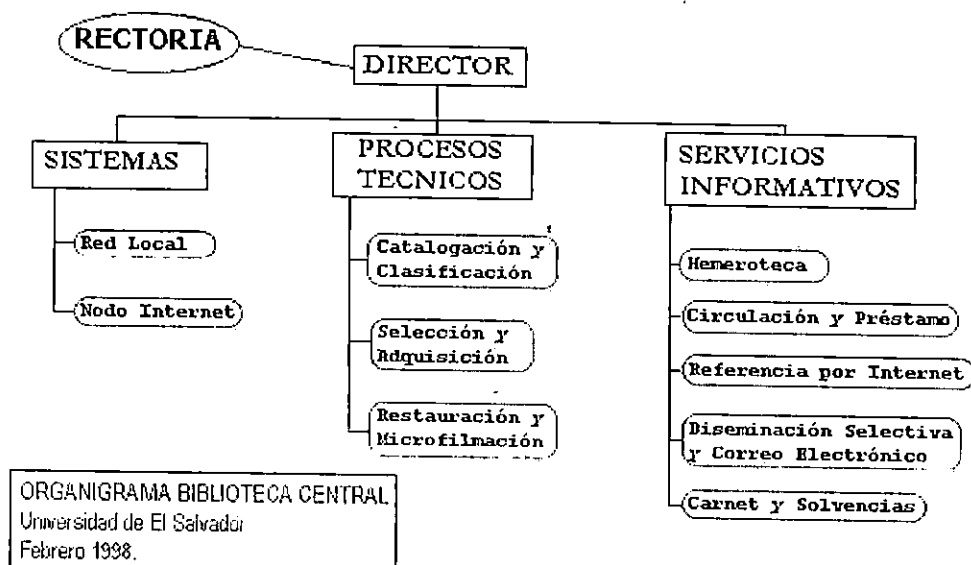 RECTORIA
DIRECTOR
SISTEMAS
Red Local
Nodo Internet
PROCESOS
TECNICOS
Catalogación y
Clasificación
Selección y
Adquisición
Restauración y
Microfilmación
SERVICIOS
INFORMATIVOS
Hemeroteca
Circulación y Préstamo
Referencia por Internet
Diseminación Selectiva
y Correo Electrónico
Carnet y Solvencias
ORGANIGRAMA BIBLIOTECA CENTRAL
Universidad de El Salvador
Febrero 1998.